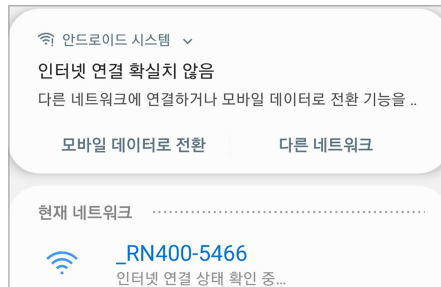 안드로이드 시스템
인터넷 연결 확실치 않음
다른 네트워크에 연결하거나 모바일 데이터로 전환 기능을 ..
모바일 데이터로 전환 다른 네트워크
현재 네트워크
_RN400-5466
인터넷 연결 상태 확인 중...